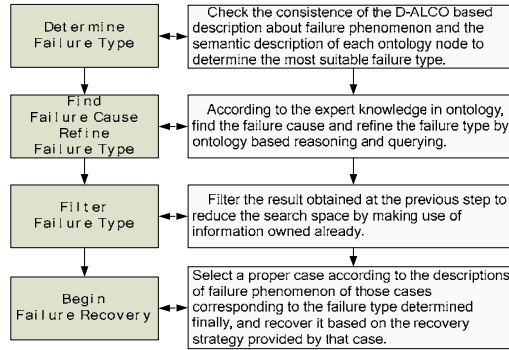 Determine
Failure Type
Check the consistence of the D-ALCO based
description about failure phenomenon and the
semantic description of each ontology node to
determine the most suitable failure type.
Find
Failure Cause
Refine
Failure Type
According to the expert knowledge in ontology,
find the failure cause and refine the failure type by
ontology based reasoning and querying.
Filter
Failure Type
Filter the result obtained at the previous step to
reduce the search space by making use of
information owned already.
Begin
Failure Recovery
Select a proper case according to the descriptions
of failure phenomenon of those cases
corresponding to the failure type determined
finally, and recover it based on the recovery
strategy provided by that case.